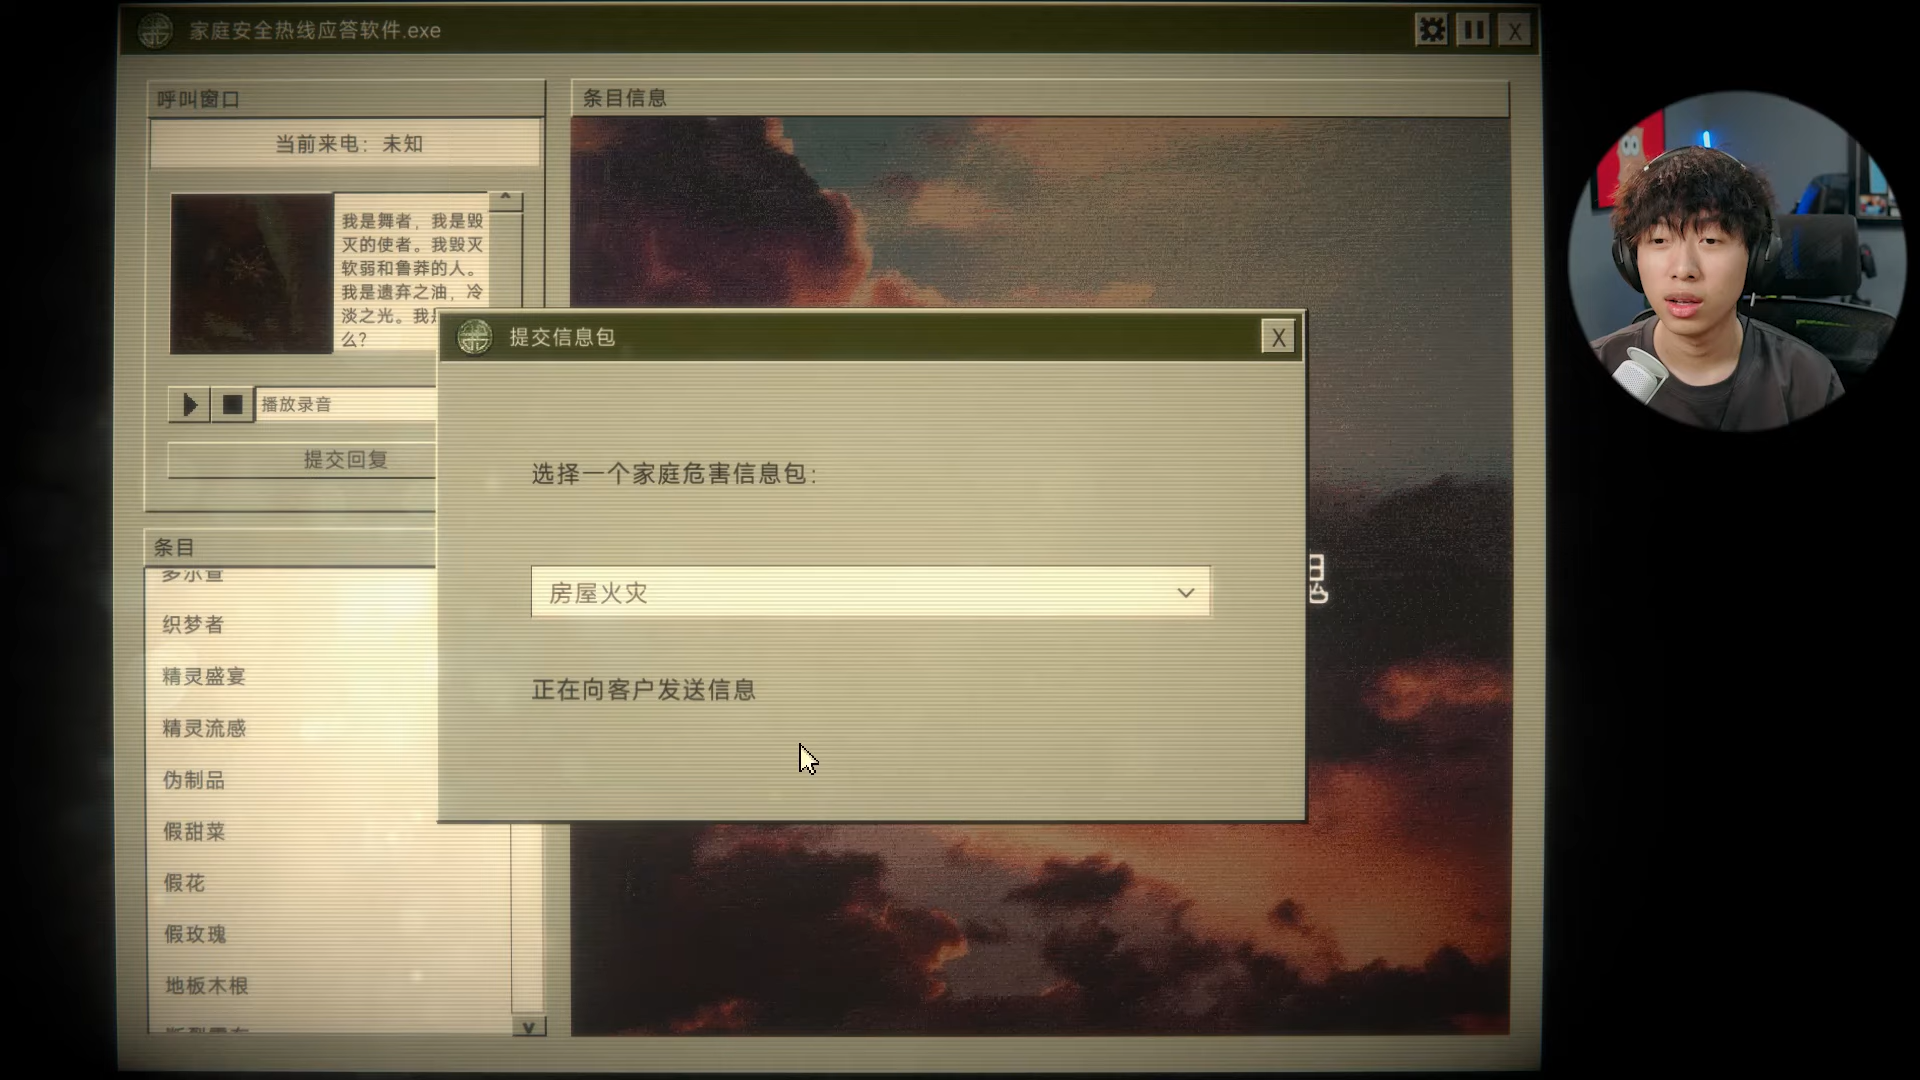 家庭安全热线应答软件.exe
X
呼叫窗口
当前来电：未知
我是舞者，我是毁
灭的使者。我毁灭
软弱和鲁莽的人。
我是遗弃之油，冷
淡之光。我
么？
播放录音
提交回复
条目
织梦者
精灵盛宴
精灵流感
伪制品
假甜菜
假花
假玫瑰
地板木根
条目信息
提交信息包
X
选择一个家庭危害信息包：
房屋火灾
正在向客户发送信息